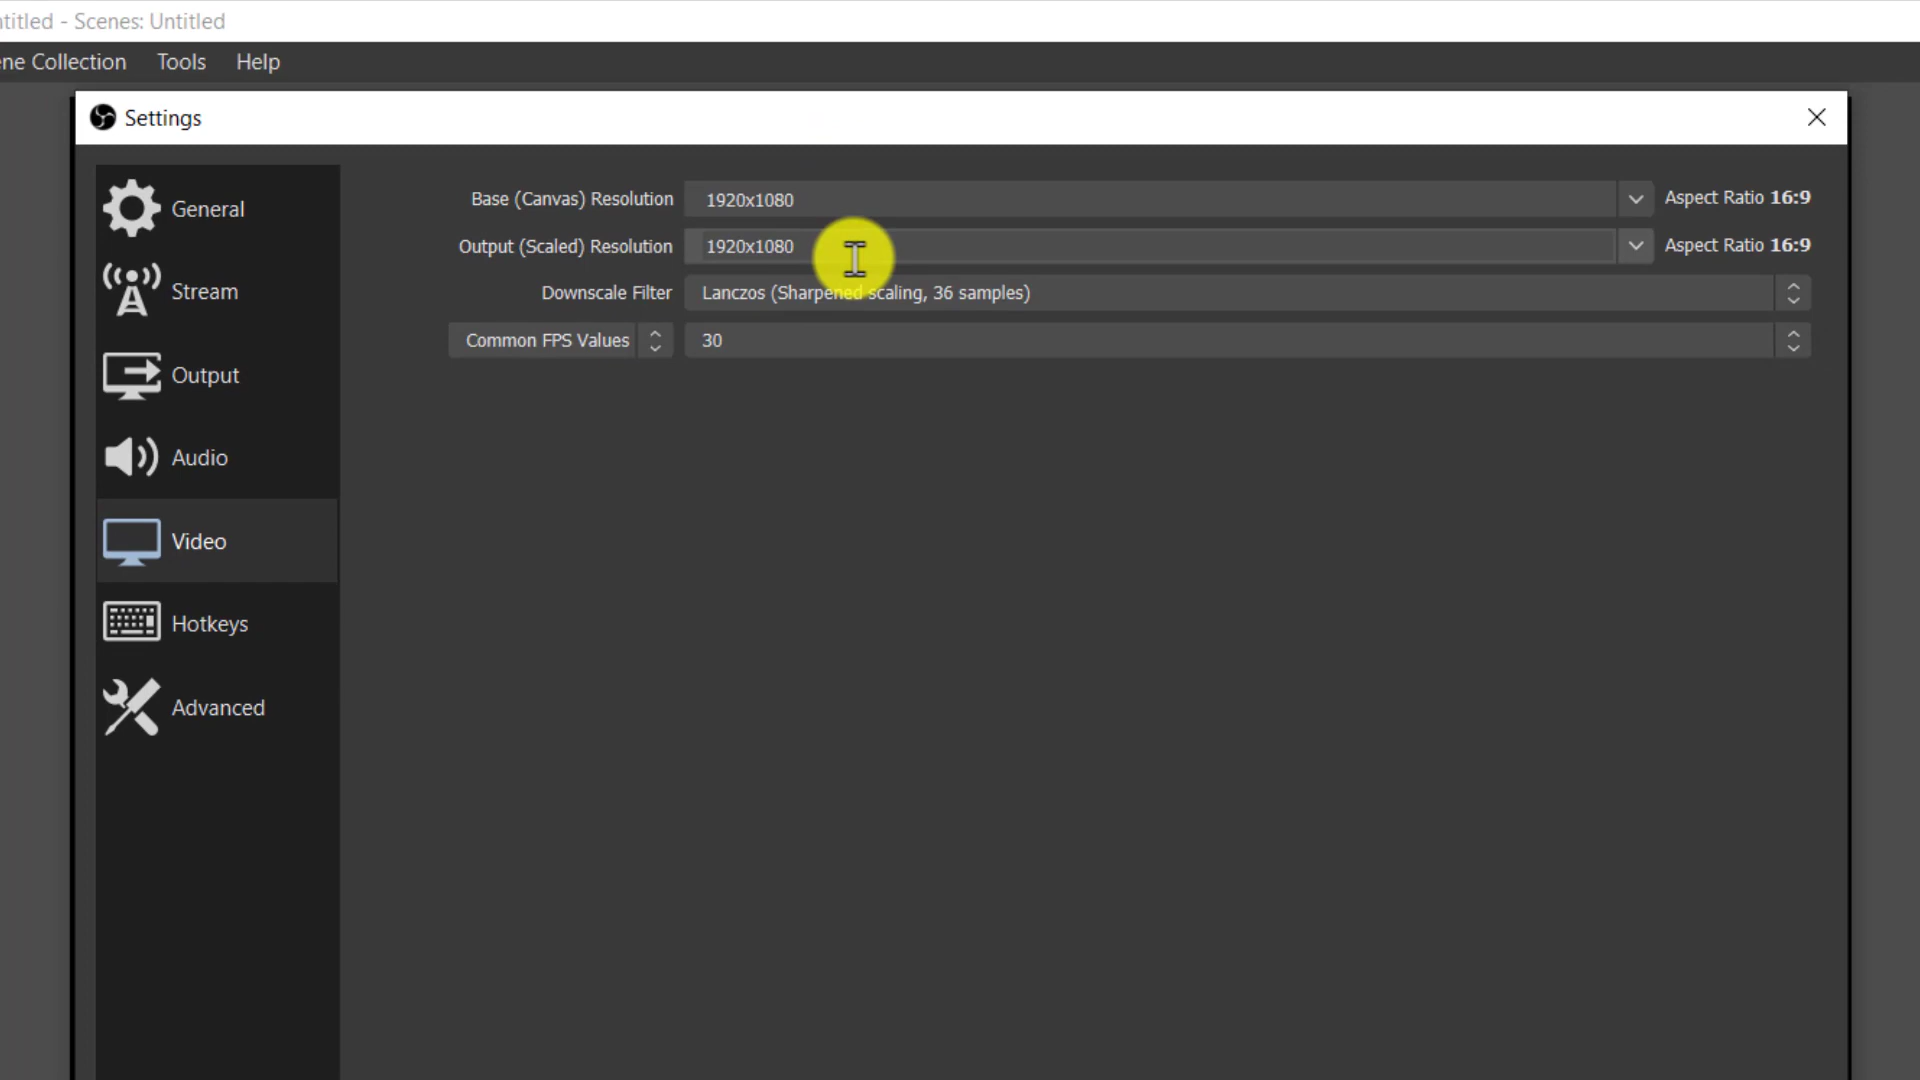 ntitled - Scenes: Untitled
ne Collection Tools Help
Settings
General
Stream
Output
Audio
Video
Hotkeys
Advanced
Base (Canvas) Resolution 1920x1080 Aspect Ratio 16:9
Output (Scaled) Resolution 1920x1080 Aspect Ratio 16:9
Downscale Filter Lanczos (Sharpened scaling, 36 samples)
Common FPS Values 30